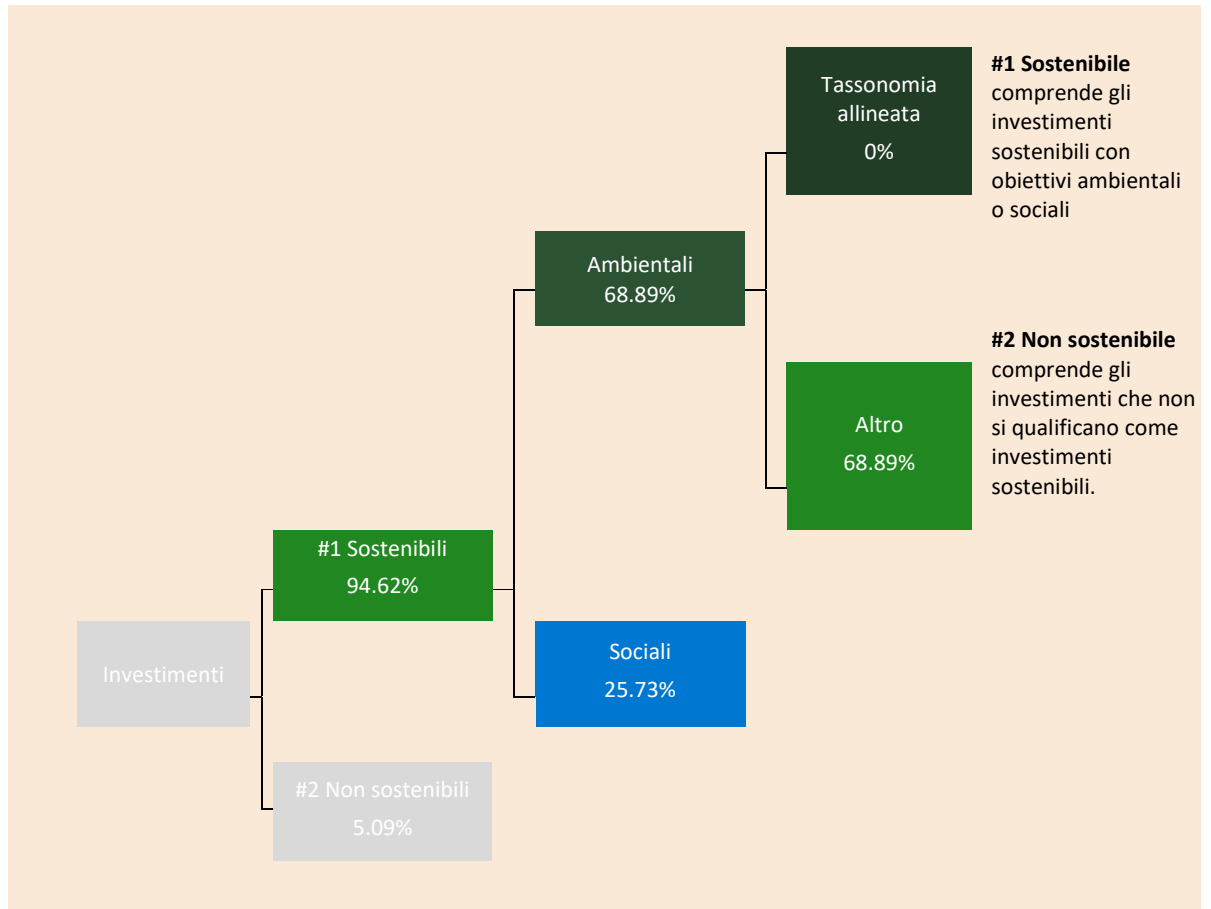 Tassonomia
allineata
0%
#1 Sostenibile
comprende gli
investimenti
sostenibili con
obiettivi ambientali
o sociali
Ambientali
68.89%
#2 Non sostenibile
comprende gli
investimenti che non
si qualificano come
investimenti
sostenibili.
Altro
68.89%
#1 Sostenibili
94.62%
Investimenti
Sociali
25.73%
#2 Non sostenibili
5.09%